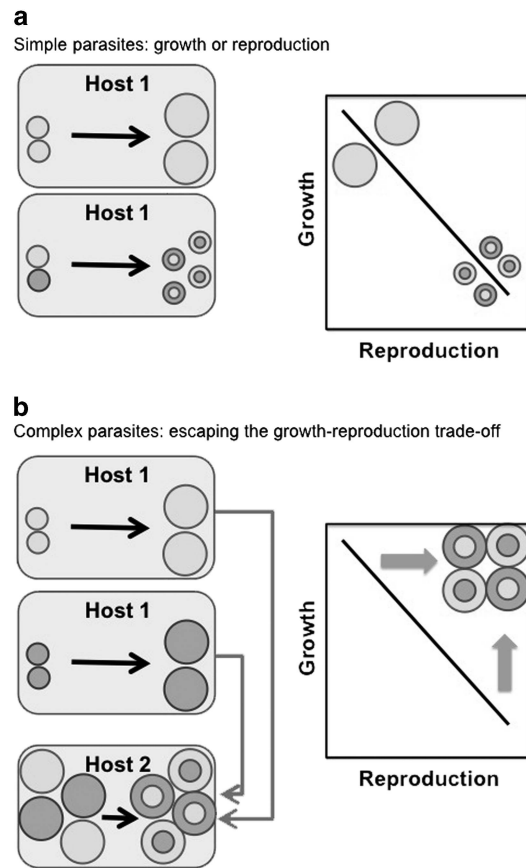 a
Simple parasites: growth or reproduction
Host 1
Host 1
Growth
Reproduction
b
Complex parasites: escaping the growth-reproduction trade-off
Host 1
Host 1
Host 2
Growth
Reproduction